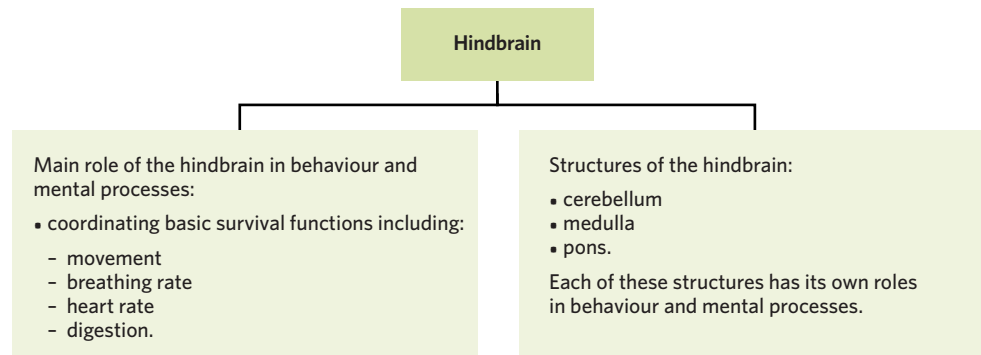 Hindbrain
Main role of the hindbrain in behaviour and
mental processes:
▪ coordinating basic survival functions including:
– movement
– breathing rate
– heart rate
– digestion.
Structures of the hindbrain:
▪ cerebellum
▪ medulla
▪ pons.
Each of these structures has its own roles
in behaviour and mental processes.